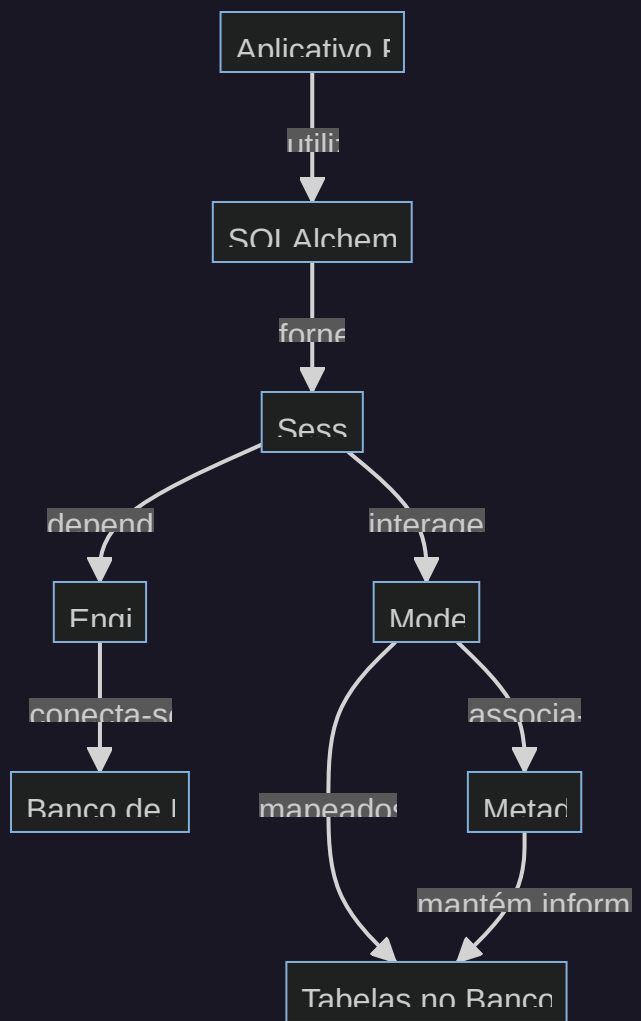 Aplicativo
utiliz
SQLAlchem
forne
Sess
depend
interage
Engi
Mode
conecta-se
associa-
Banco de
mapeados
Metad
mantém inform
Tabelas no Banco